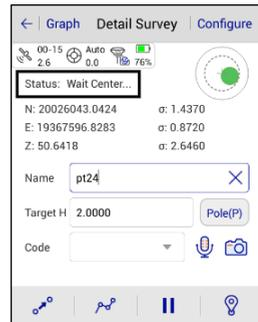 ← Graph Detail Survey Configure
00-15 Auto
2.6 0.0 76%
Status: Wait Center...
N: 20026043.0424 σ: 1.4370
E: 19367596.8283 σ: 0.8720
Z: 50.6418 σ: 2.6460
Name pt24
Target H 2.0000 Pole(P)
Code